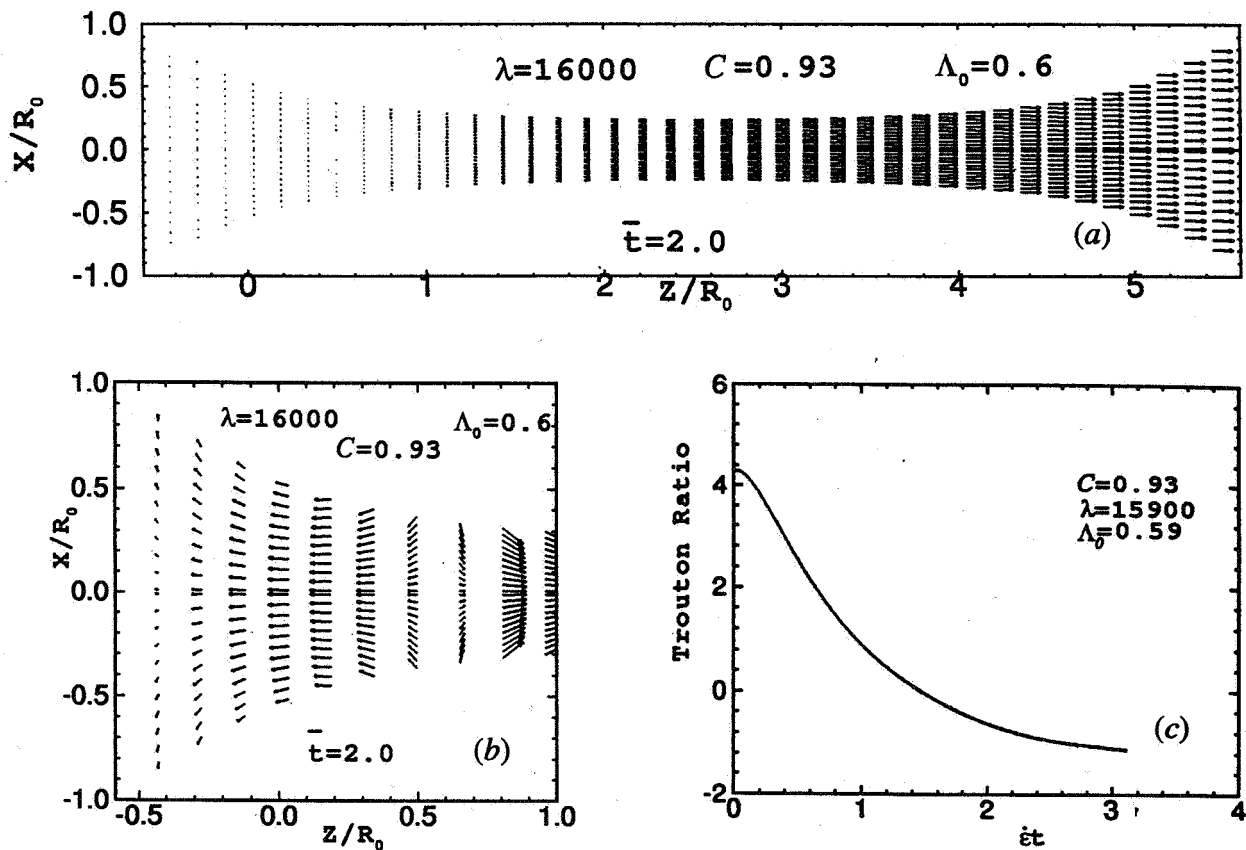 1.0
0.5
0.0
-0.5
-1.0
X/R₀
λ=16000 C=0.93 Λ₀=0.6
t̄=2.0
(a)
0 1 2 3 4 5
Z/R₀
1.0
0.5
0.0
-0.5
-1.0
X/R₀
λ=16000 Λ₀=0.6
C=0.93
t̄=2.0
(b)
-0.5 0.0 0.5 1.0
Z/R₀
6
4
2
0
-2
Trouton Ratio
C=0.93
λ=15900
Λ₀=0.59
(c)
0 1 2 3 4
ε̇t